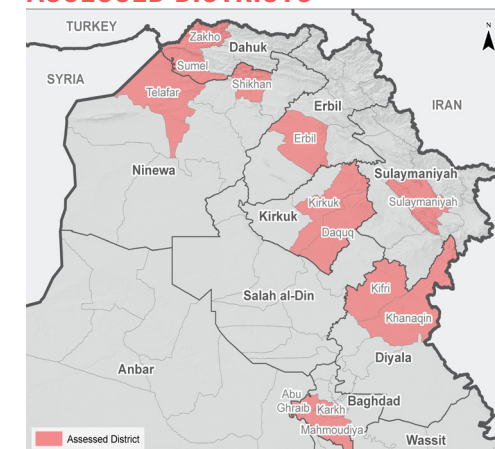 ASSESSED DISTRICTS
TURKEY
N
Zakho
Dahuk
SYRIA
Sumel
Shikhan
Telafar
Erbil
IRAN
Erbil
Ninewa
Sulaymaniyah
Kirkuk
Sulaymaniyah
Kirkuk
Daquq
Kifri
Salah al-Din
Khanaqin
Diyala
Anbar
Abu
Ghraib
Karkh
Baghdad
Mahmoudiya
Assessed District
Wassit